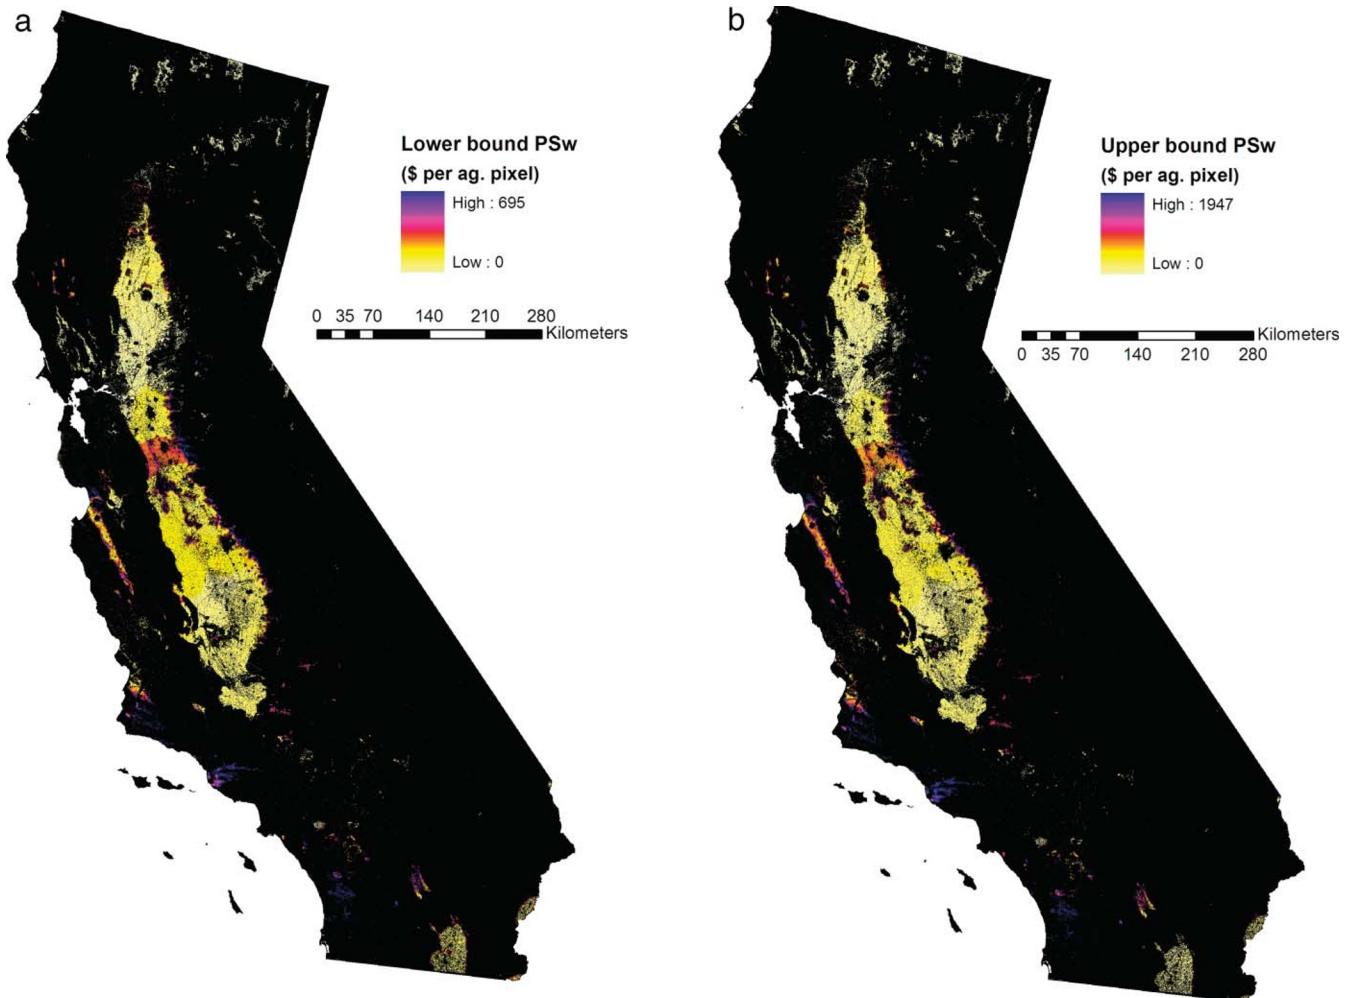 a
Lower bound PSw
($ per ag. pixel)
High : 695
Low : 0
0 35 70 140 210 280
Kilometers
b
Upper bound PSw
($ per ag. pixel)
High : 1947
Low : 0
Kilometers
0 35 70 140 210 280